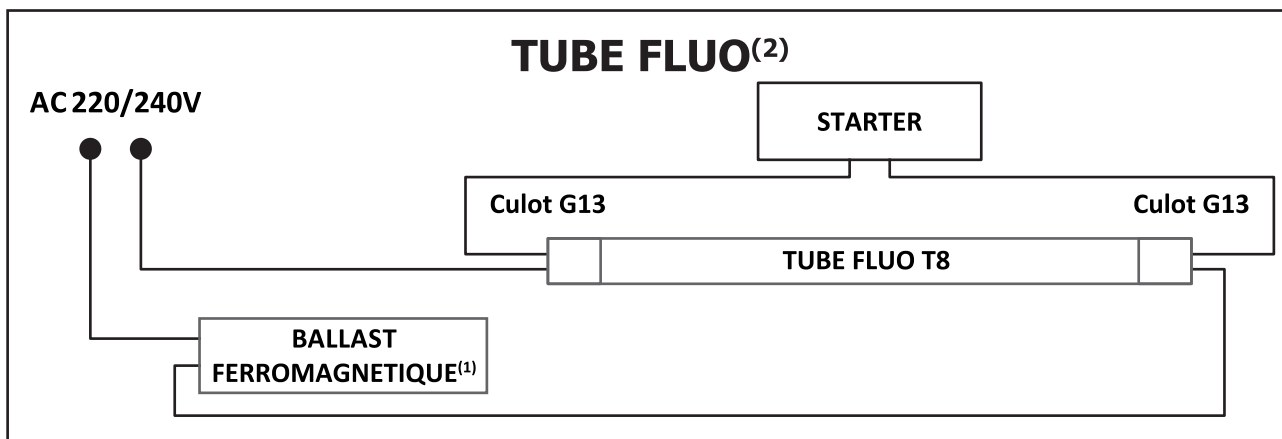 TUBE FLUO(2)
AC 220/240V
STARTER
Culot G13
Culot G13
TUBE FLUO T8
BALLAST
FERROMAGNETIQUE(1)